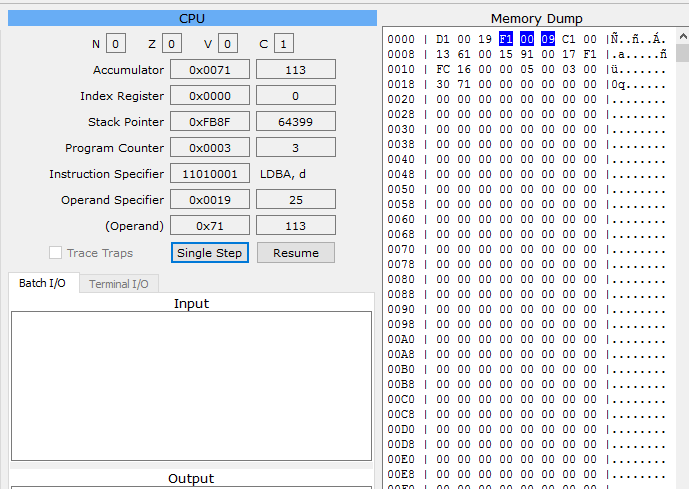 CPU
N 0 Z 0 V 0 C 1
Accumulator 0x0071 113
Index Register 0x0000 0
Stack Pointer 0xFB8F 64399
Program Counter 0x0003 3
Instruction Specifier 11010001 LDBA, d
Operand Specifier 0x0019 25
(Operand) 0x71 113
Trace Traps Single Step Resume
Batch I/O Terminal I/O
Input
Output
Memory Dump
0000 | D1 00 19 F1 00 09 C1 00 |Ñ..ñ..Á.
0008 | 13 61 00 15 91 00 17 F1 |.a.....ñ
0010 | FC 16 00 00 05 00 03 00 |ü.......
0018 | 30 71 00 00 00 00 00 00 |0q......
0020 | 00 00 00 00 00 00 00 00 |........
0028 | 00 00 00 00 00 00 00 00 |........
0030 | 00 00 00 00 00 00 00 00 |........
0038 | 00 00 00 00 00 00 00 00 |........
0040 | 00 00 00 00 00 00 00 00 |........
0048 | 00 00 00 00 00 00 00 00 |........
0050 | 00 00 00 00 00 00 00 00 |........
0058 | 00 00 00 00 00 00 00 00 |........
0060 | 00 00 00 00 00 00 00 00 |........
0068 | 00 00 00 00 00 00 00 00 |........
0070 | 00 00 00 00 00 00 00 00 |........
0078 | 00 00 00 00 00 00 00 00 |........
0080 | 00 00 00 00 00 00 00 00 |........
0088 | 00 00 00 00 00 00 00 00 |........
0090 | 00 00 00 00 00 00 00 00 |........
0098 | 00 00 00 00 00 00 00 00 |........
00A0 | 00 00 00 00 00 00 00 00 |........
00A8 | 00 00 00 00 00 00 00 00 |........
00B0 | 00 00 00 00 00 00 00 00 |........
00B8 | 00 00 00 00 00 00 00 00 |........
00C0 | 00 00 00 00 00 00 00 00 |........
00C8 | 00 00 00 00 00 00 00 00 |........
00D0 | 00 00 00 00 00 00 00 00 |........
00D8 | 00 00 00 00 00 00 00 00 |........
00E0 | 00 00 00 00 00 00 00 00 |........
00E8 | 00 00 00 00 00 00 00 00 |........